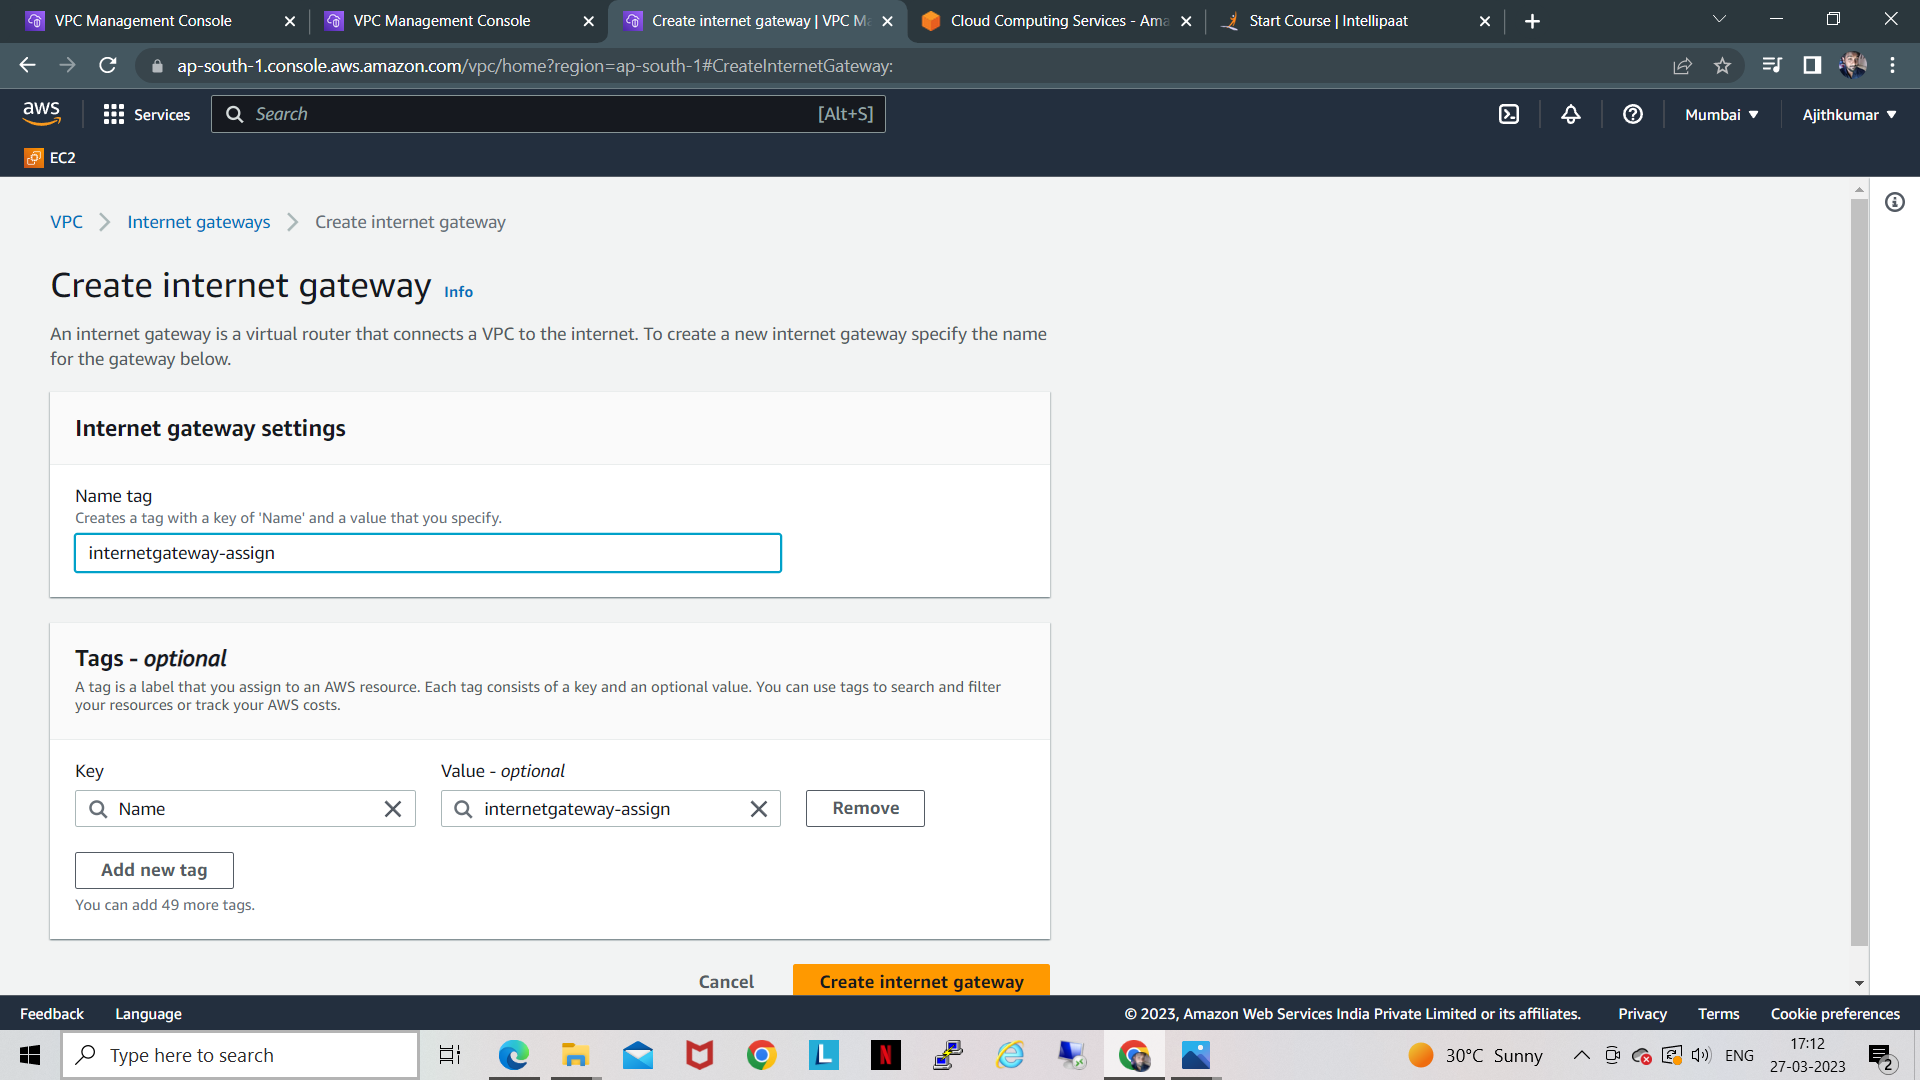 VPC Management Console
VPC Management Console
Create internet gateway | VPC Ma
Cloud Computing Services - Ama
Start Course | Intellipaat
ap-south-1.console.aws.amazon.com/vpc/home?region=ap-south-1#CreateInternetGateway:
aws
Services
Search
[Alt+S]
Mumbai
Ajithkumar
EC2
VPC
Internet gateways
Create internet gateway
Create internet gateway Info
An internet gateway is a virtual router that connects a VPC to the internet. To create a new internet gateway specify the name
for the gateway below.
Internet gateway settings
Name tag
Creates a tag with a key of 'Name' and a value that you specify.
internetgateway-assign
Tags - optional
A tag is a label that you assign to an AWS resource. Each tag consists of a key and an optional value. You can use tags to search and filter
your resources or track your AWS costs.
Key
Value - optional
Name
internetgateway-assign
Remove
Add new tag
You can add 49 more tags.
Cancel
Create internet gateway
Feedback
Language
© 2023, Amazon Web Services India Private Limited or its affiliates.
Privacy
Terms
Cookie preferences
Type here to search
L
N
30°C Sunny
ENG
17:12
27-03-2023
2